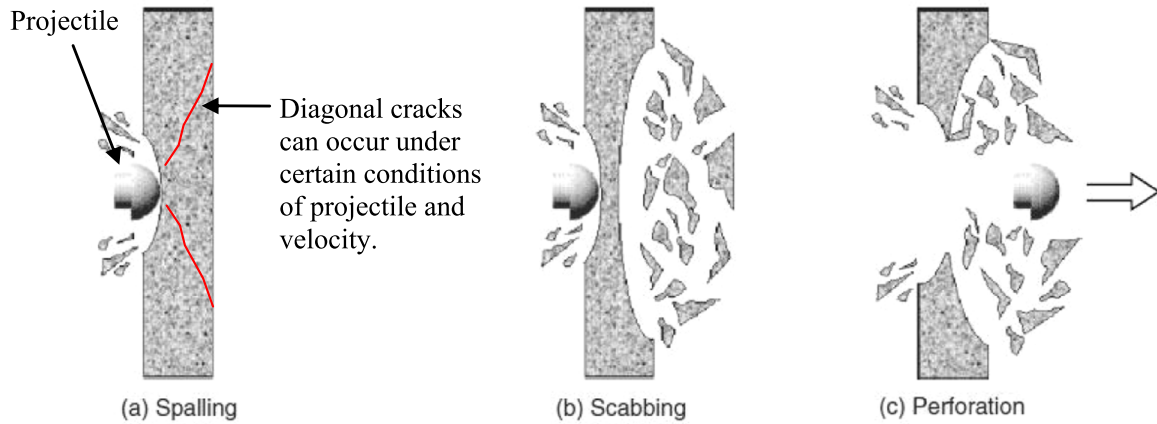 Projectile
Diagonal cracks
can occur under
certain conditions
of projectile and
velocity.
(a) Spalling
(b) Scabbing
(c) Perforation